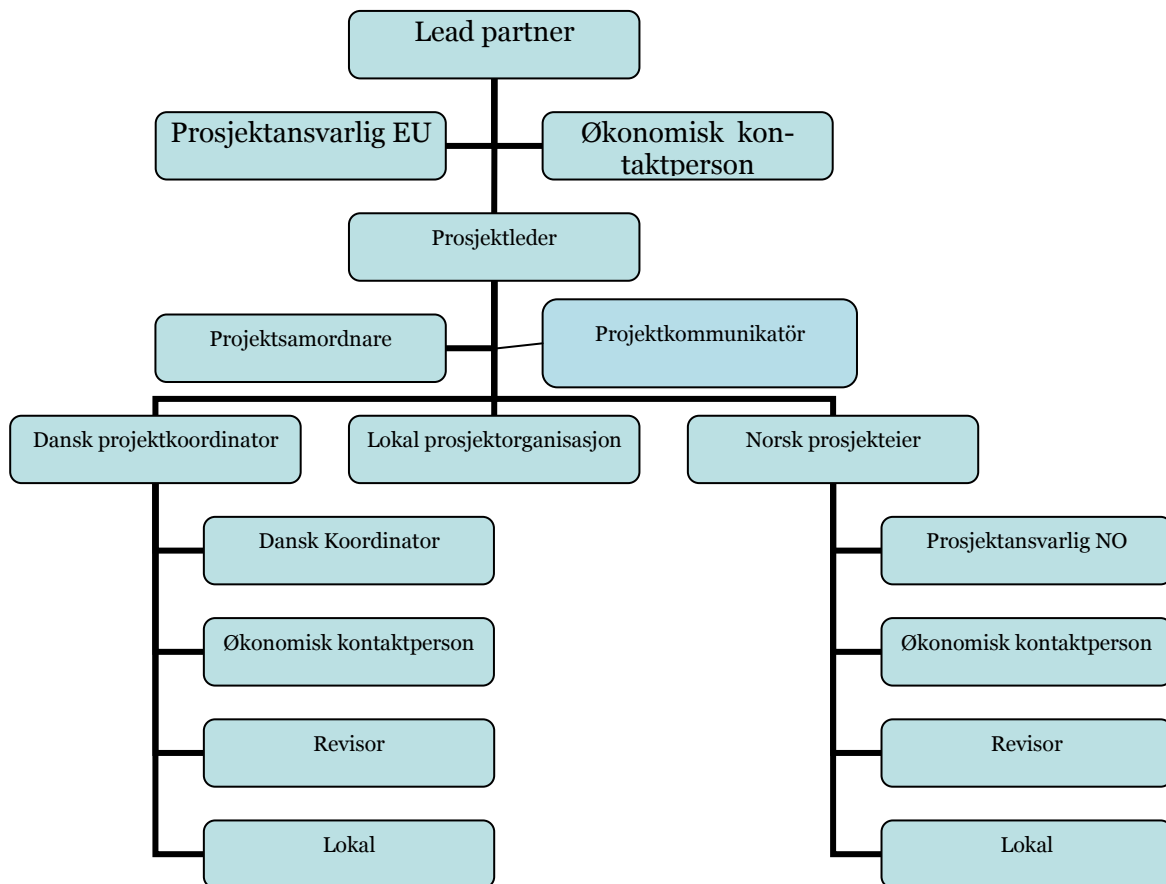 Lead partner
Prosjektansvarlig EU
Økonomisk kon-
taktperson
Prosjektleder
Projektsamordnare
Projektkommunikatör
Dansk projektkoordinator
Lokal prosjektorganisasjon
Norsk prosjekteier
Dansk Koordinator
Prosjektansvarlig NO
Økonomisk kontaktperson
Økonomisk kontaktperson
Revisor
Revisor
Lokal
Lokal